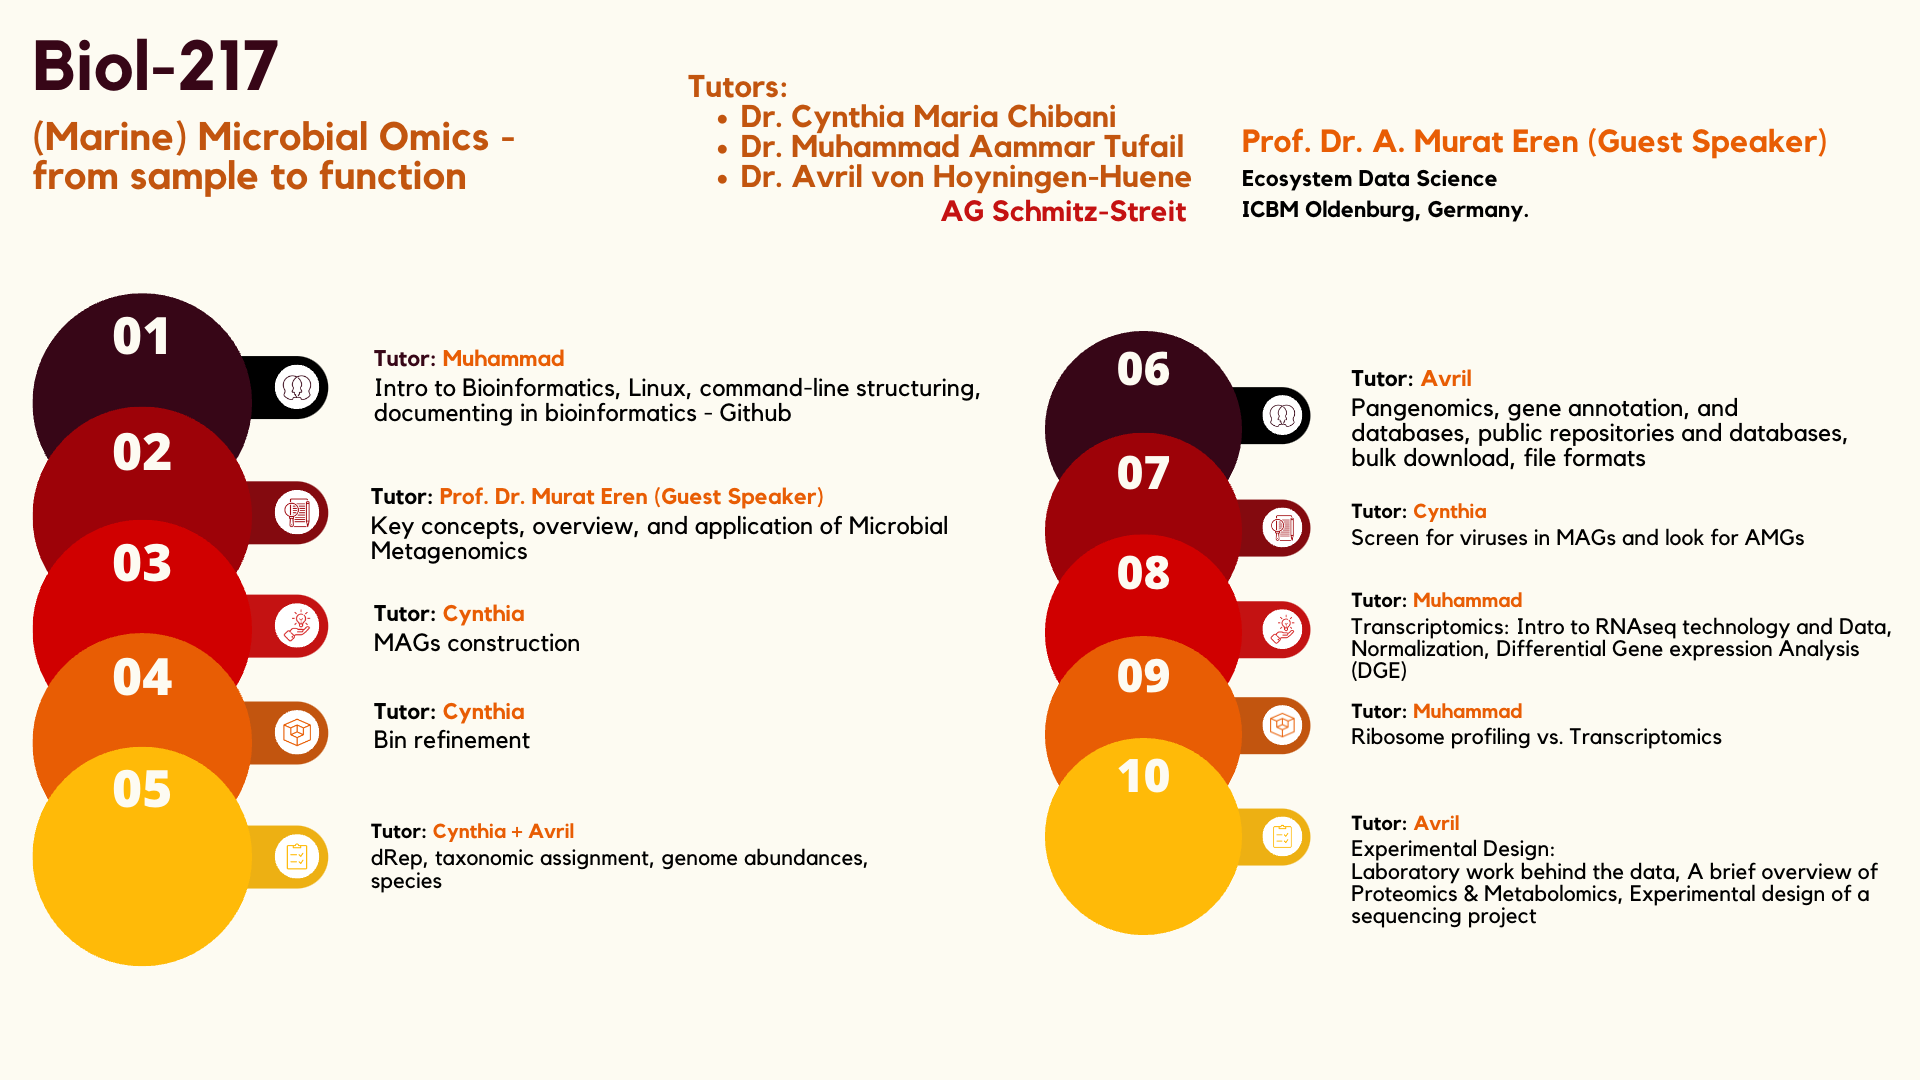 Biol-217
(Marine) Microbial Omics -
from sample to function
Tutors:
• Dr. Cynthia Maria Chibani
• Dr. Muhammad Aammar Tufail
• Dr. Avril von Hoyningen-Huene
AG Schmitz-Streit
Prof. Dr. A. Murat Eren (Guest Speaker)
Ecosystem Data Science
ICBM Oldenburg, Germany.
01
Tutor: Muhammad
Intro to Bioinformatics, Linux, command-line structuring,
documenting in bioinformatics - Github
02
Tutor: Prof. Dr. Murat Eren (Guest Speaker)
Key concepts, overview, and application of Microbial
Metagenomics
03
Tutor: Cynthia
MAGs construction
04
Tutor: Cynthia
Bin refinement
05
Tutor: Cynthia + Avril
dRep, taxonomic assignment, genome abundances,
species
06
Tutor: Avril
Pangenomics, gene annotation, and
databases, public repositories and databases,
bulk download, file formats
07
Tutor: Cynthia
Screen for viruses in MAGs and look for AMGs
08
Tutor: Muhammad
Transcriptomics: Intro to RNAseq technology and Data,
Normalization, Differential Gene expression Analysis
(DGE)
09
Tutor: Muhammad
Ribosome profiling vs. Transcriptomics
10
Tutor: Avril
Experimental Design:
Laboratory work behind the data, A brief overview of
Proteomics & Metabolomics, Experimental design of a
sequencing project